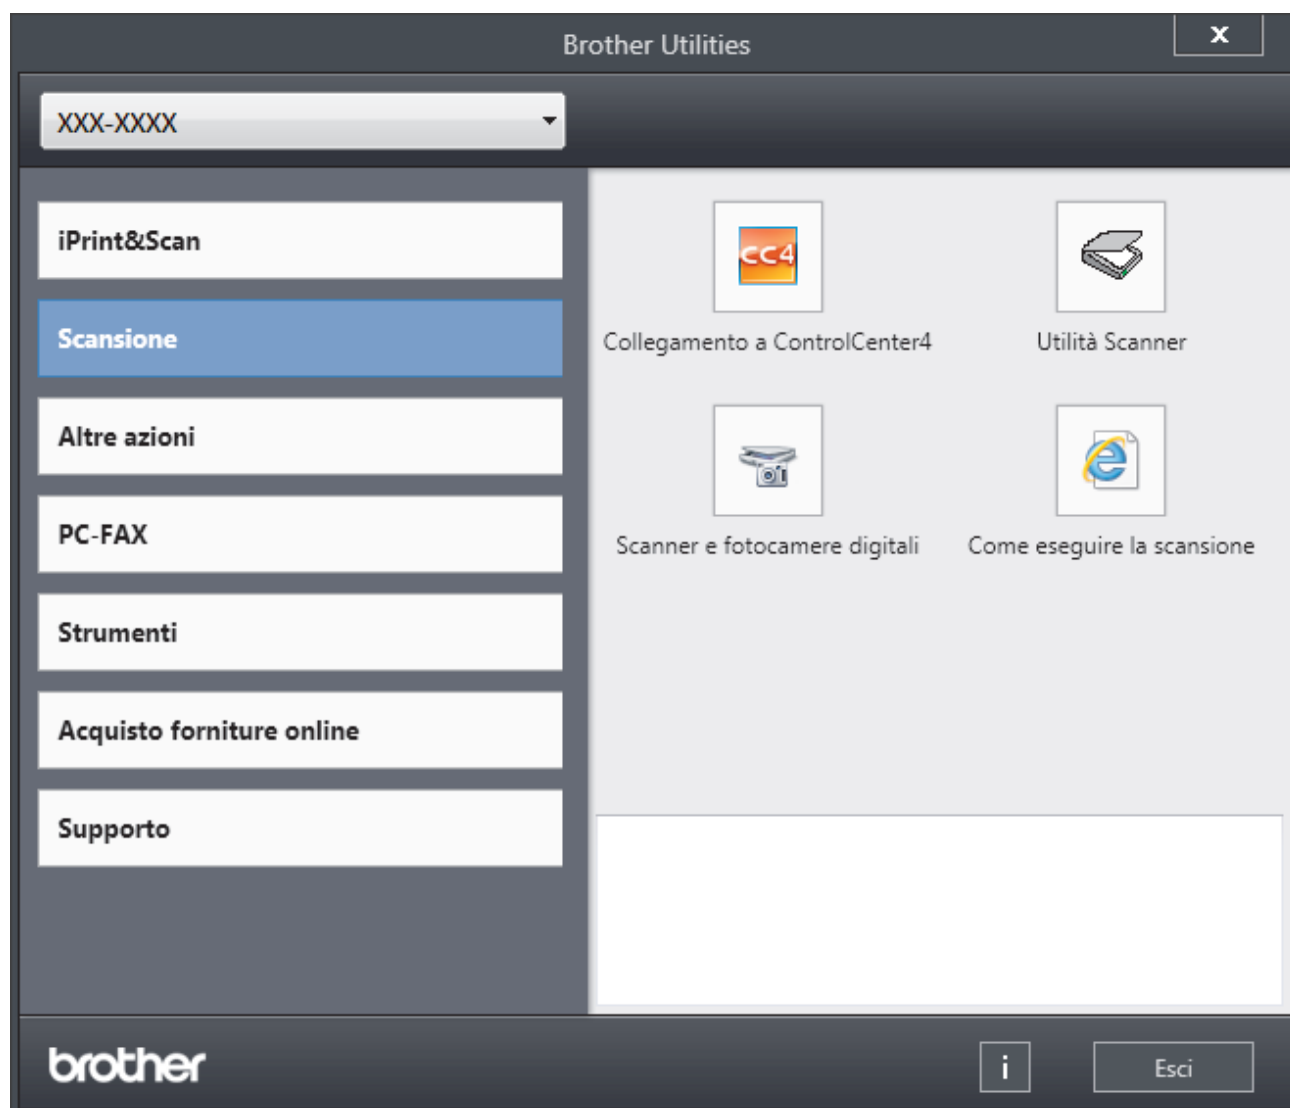 Brother Utilities
x
XXX-XXXX
iPrint&Scan
Scansione
Altre azioni
PC-FAX
Strumenti
Acquisto forniture online
Supporto
CC4
Collegamento a ControlCenter4
Utilità Scanner
Scanner e fotocamere digitali
Come eseguire la scansione
brother
i
Esci